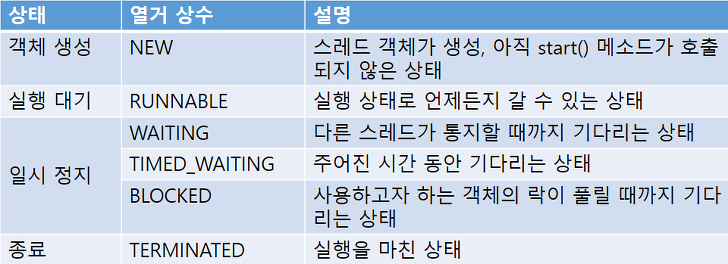 상태 열거 상수 설명
객체 생성 NEW 스레드 객체가 생성, 아직 start() 메소드가 호출
되지 않은 상태
실행 대기 RUNNABLE 실행 상태로 언제든지 갈 수 있는 상태
일시 정지 WAITING 다른 스레드가 통지할 때까지 기다리는 상태
TIMED_WAITING 주어진 시간 동안 기다리는 상태
BLOCKED 사용하고자 하는 객체의 락이 풀릴 때까지 기다
리는 상태
종료 TERMINATED 실행을 마친 상태